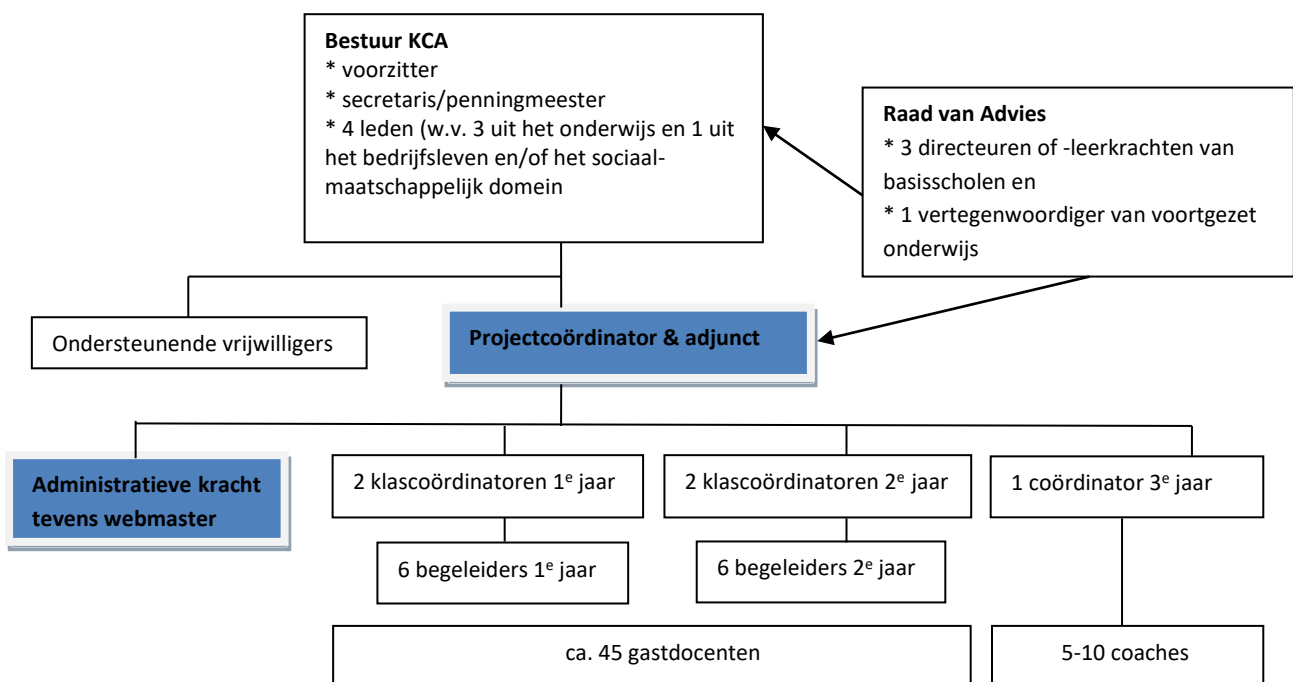 Bestuur KCA
* voorzitter
* secretaris/penningmeester
* 4 leden (w.v. 3 uit het onderwijs en 1 uit
het bedrijfsleven en/of het sociaal-
maatschappelijk domein
Raad van Advies
* 3 directeuren of -leerkrachten van
basisscholen en
* 1 vertegenwoordiger van voortgezet
onderwijs
Ondersteunende vrijwilligers
Projectcoördinator & adjunct
Administratieve kracht
tevens webmaster
2 klascoördinatoren 1e jaar
2 klascoördinatoren 2e jaar
1 coördinator 3e jaar
6 begeleiders 1e jaar
6 begeleiders 2e jaar
ca. 45 gastdocenten
5-10 coaches